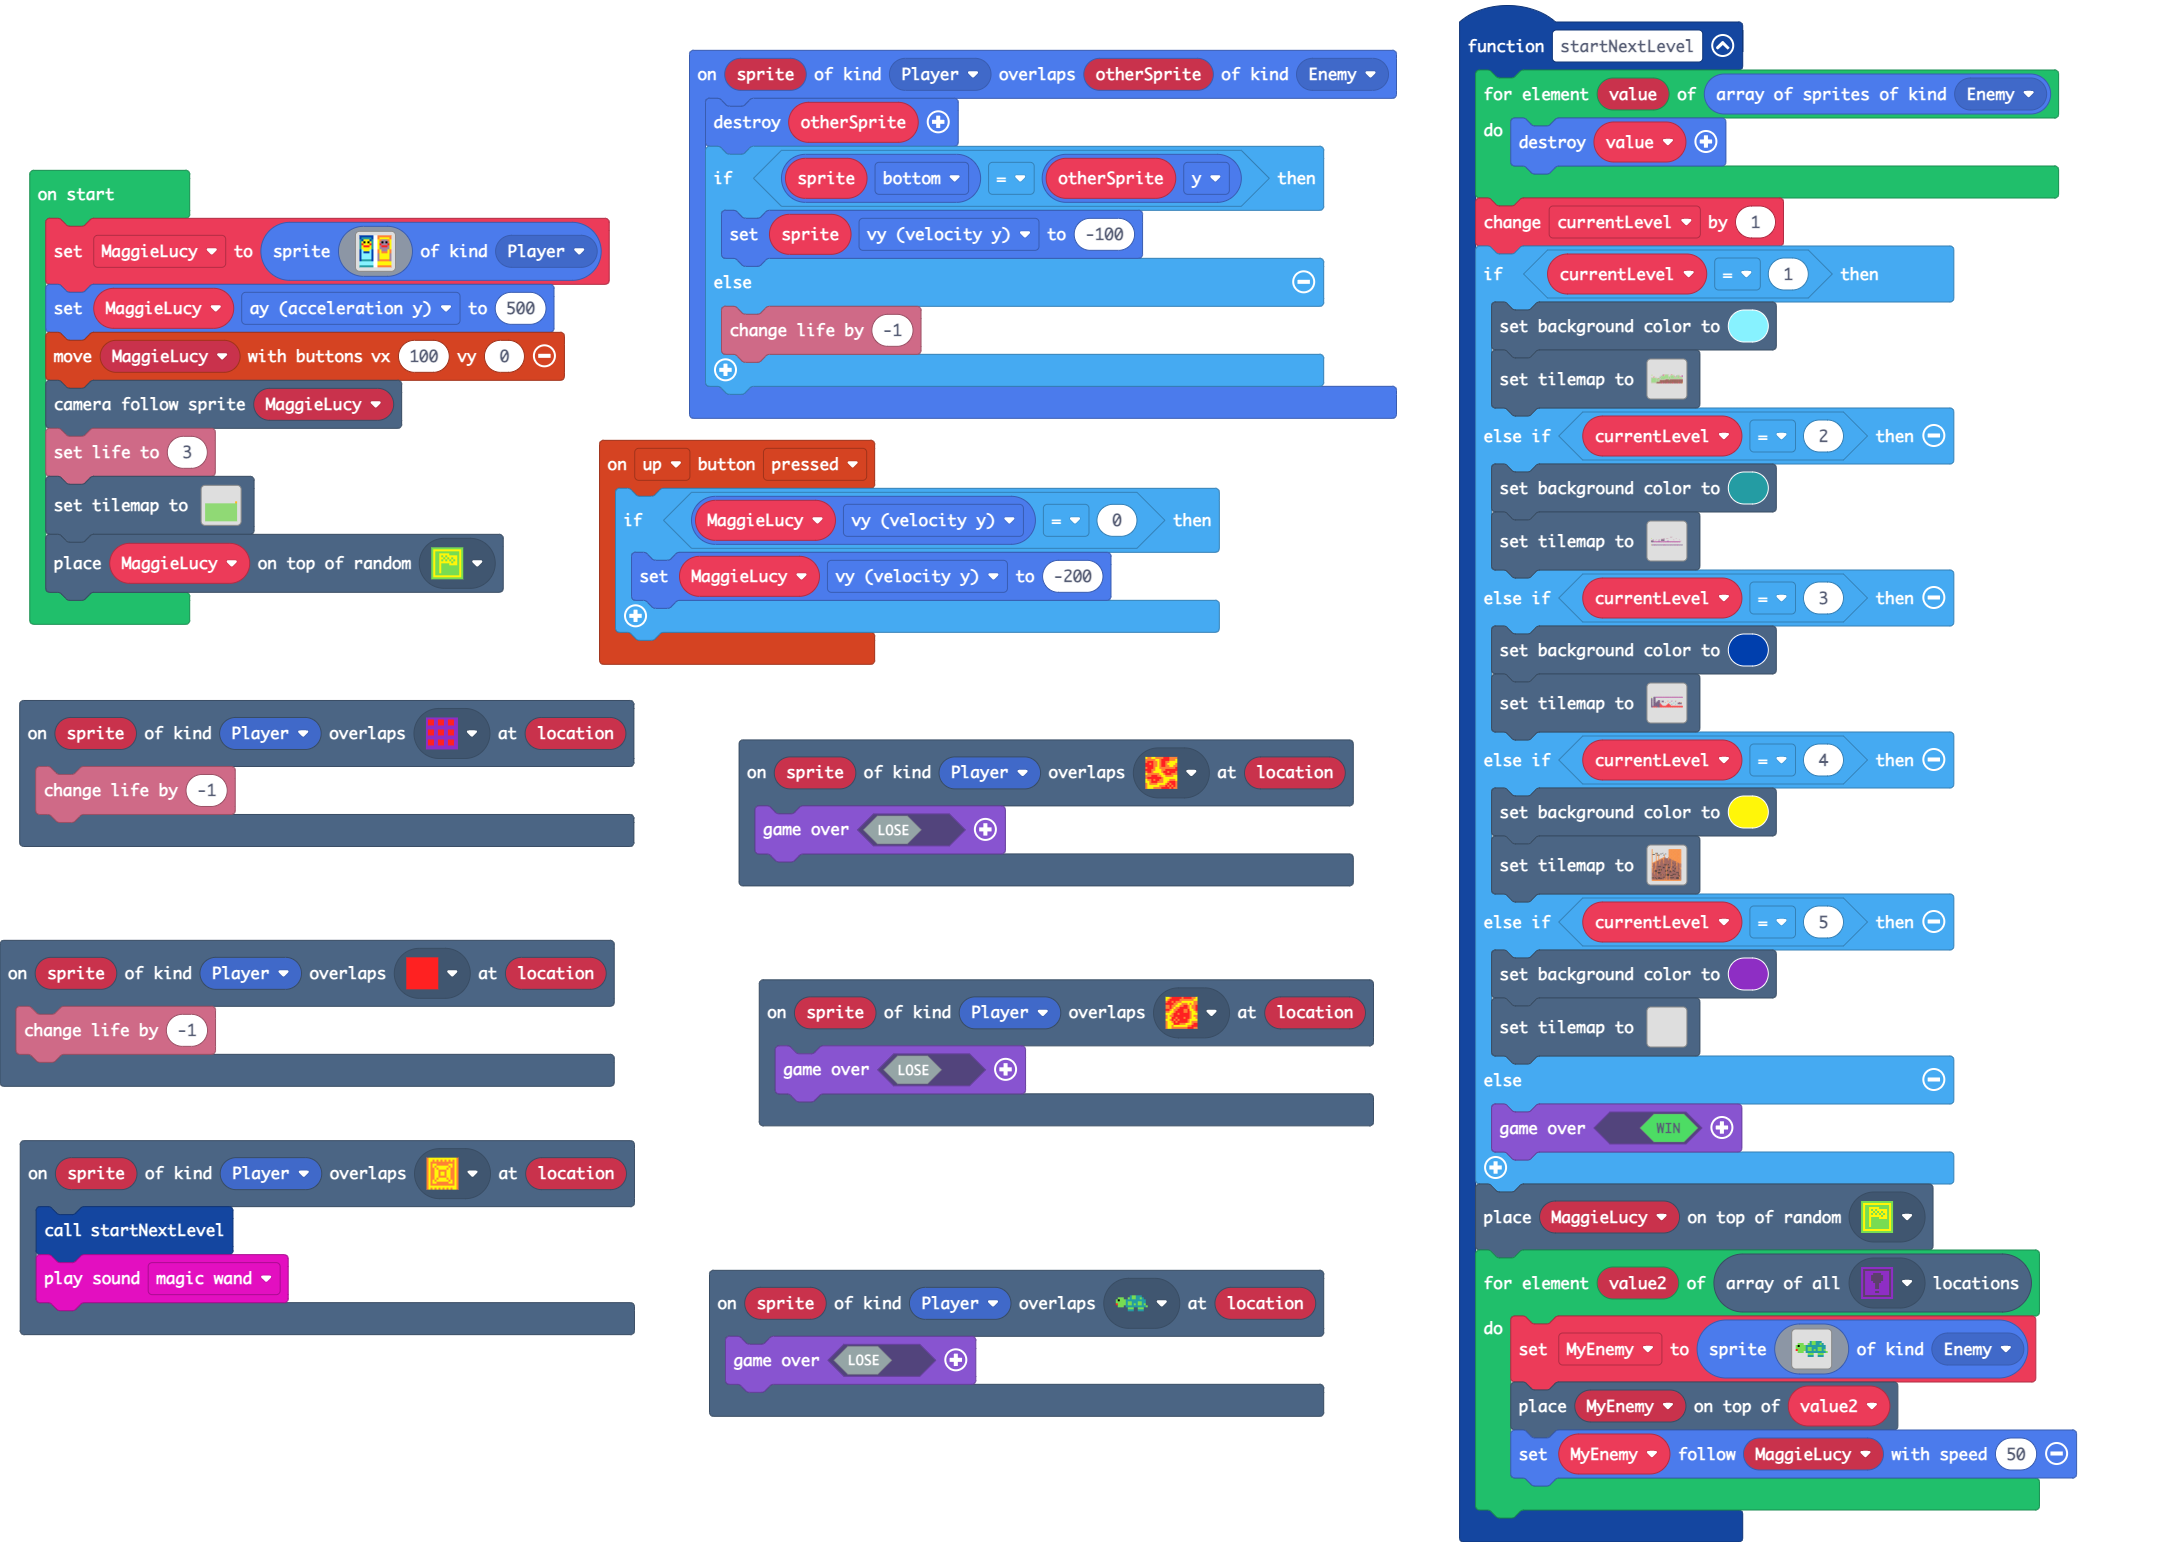 on start
set MaggieLucy to sprite of kind Player
set MaggieLucy ay (acceleration y) to 500
move MaggieLucy with buttons vx 100 vy 0
camera follow sprite MaggieLucy
set life to 3
set tilemap to
place MaggieLucy on top of random
on sprite of kind Player overlaps otherSprite of kind Enemy
destroy otherSprite
if sprite bottom = otherSprite y then
set sprite vy (velocity y) to -100
else
change life by -1
on up button pressed
if MaggieLucy vy (velocity y) = 0 then
set MaggieLucy vy (velocity y) to -200
on sprite of kind Player overlaps at location
change life by -1
on sprite of kind Player overlaps at location
game over LOSE
on sprite of kind Player overlaps at location
change life by -1
on sprite of kind Player overlaps at location
game over LOSE
on sprite of kind Player overlaps at location
call startNextLevel
play sound magic wand
on sprite of kind Player overlaps at location
game over LOSE
function startNextLevel
for element value of array of sprites of kind Enemy
do destroy value
change currentLevel by 1
if currentLevel = 1 then
set background color to
set tilemap to
else if currentLevel = 2 then
set background color to
set tilemap to
else if currentLevel = 3 then
set background color to
set tilemap to
else if currentLevel = 4 then
set background color to
set tilemap to
else if currentLevel = 5 then
set background color to
set tilemap to
else
game over WIN
place MaggieLucy on top of random
for element value2 of array of all locations
do set MyEnemy to sprite of kind Enemy
place MyEnemy on top of value2
set MyEnemy follow MaggieLucy with speed 50